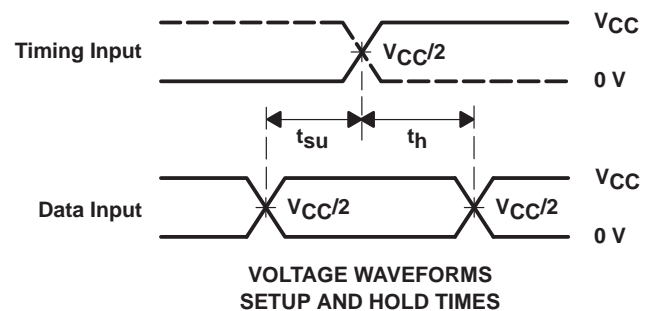 VCC
Timing Input
VCC/2
0 V
tsu
th
VCC
Data Input
VCC/2
VCC/2
0 V
VOLTAGE WAVEFORMS
SETUP AND HOLD TIMES